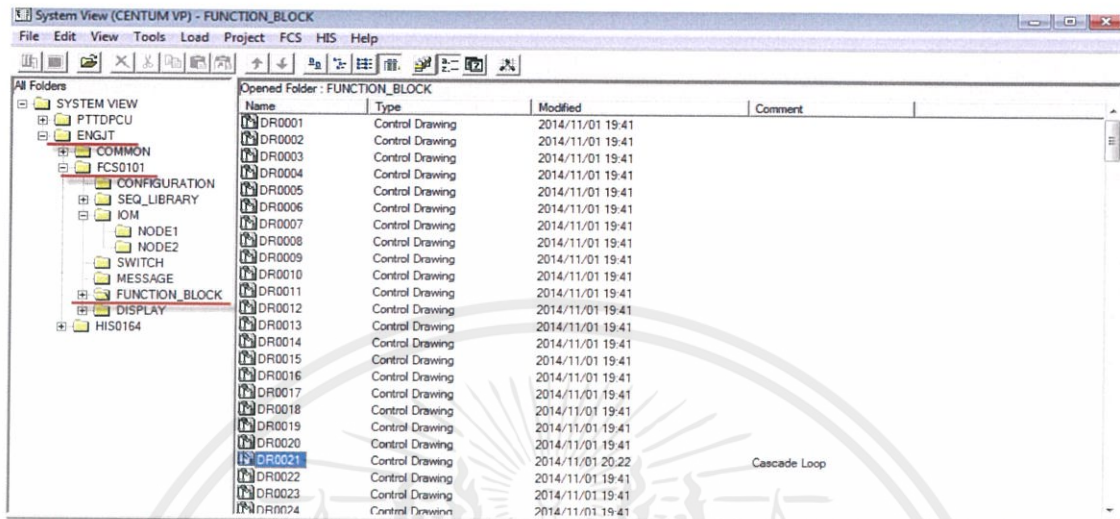 System View (CENTUM VP) - FUNCTION_BLOCK
File Edit View Tools Load Project FCS HIS Help
All Folders
SYSTEM VIEW
PTTDPCU
ENGJT
COMMON
FCS0101
CONFIGURATION
SEQ_LIBRARY
IOM
NODE1
NODE2
SWITCH
MESSAGE
FUNCTION_BLOCK
DISPLAY
HIS0164
Opened Folder : FUNCTION_BLOCK
Name Type Modified Comment
DR0001 Control Drawing 2014/11/01 19:41
DR0002 Control Drawing 2014/11/01 19:41
DR0003 Control Drawing 2014/11/01 19:41
DR0004 Control Drawing 2014/11/01 19:41
DR0005 Control Drawing 2014/11/01 19:41
DR0006 Control Drawing 2014/11/01 19:41
DR0007 Control Drawing 2014/11/01 19:41
DR0008 Control Drawing 2014/11/01 19:41
DR0009 Control Drawing 2014/11/01 19:41
DR0010 Control Drawing 2014/11/01 19:41
DR0011 Control Drawing 2014/11/01 19:41
DR0012 Control Drawing 2014/11/01 19:41
DR0013 Control Drawing 2014/11/01 19:41
DR0014 Control Drawing 2014/11/01 19:41
DR0015 Control Drawing 2014/11/01 19:41
DR0016 Control Drawing 2014/11/01 19:41
DR0017 Control Drawing 2014/11/01 19:41
DR0018 Control Drawing 2014/11/01 19:41
DR0019 Control Drawing 2014/11/01 19:41
DR0020 Control Drawing 2014/11/01 19:41
DR0021 Control Drawing 2014/11/01 20:22 Cascade Loop
DR0022 Control Drawing 2014/11/01 19:41
DR0023 Control Drawing 2014/11/01 19:41
DR0024 Control Drawing 2014/11/01 19:41